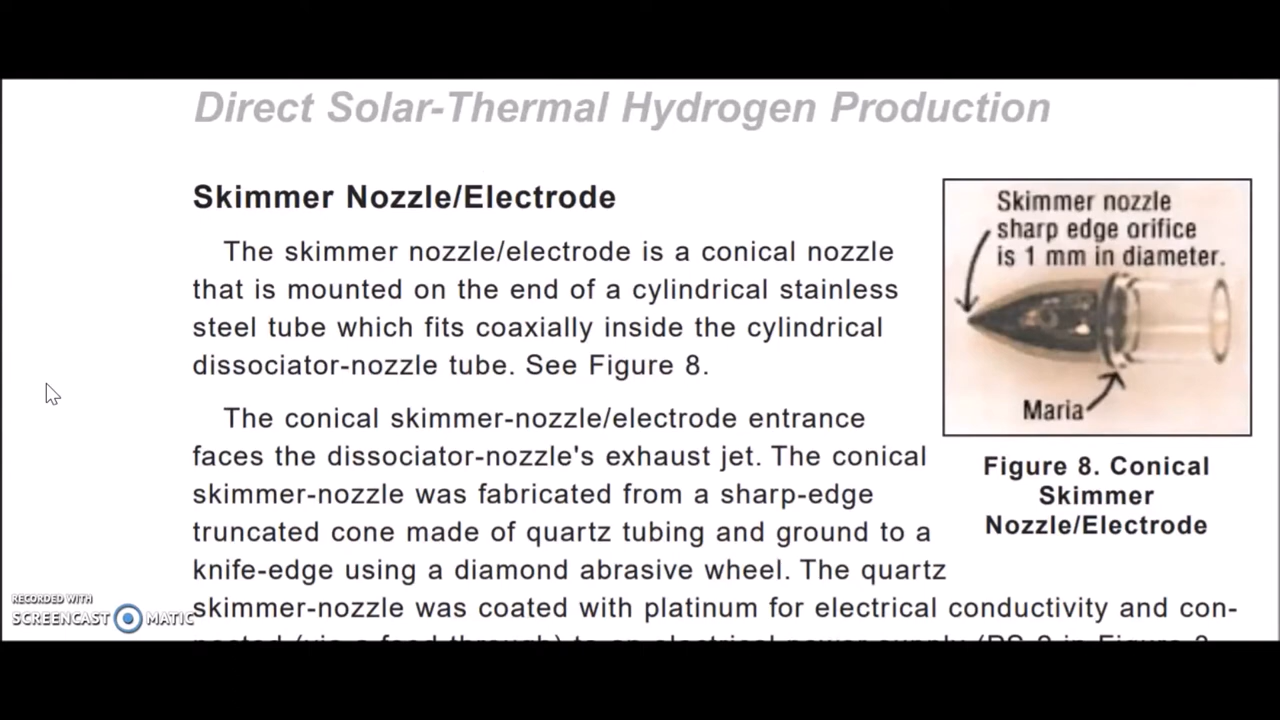 Direct Solar-Thermal Hydrogen Production
Skimmer Nozzle/Electrode
The skimmer nozzle/electrode is a conical nozzle
that is mounted on the end of a cylindrical stainless
steel tube which fits coaxially inside the cylindrical
dissociator-nozzle tube. See Figure 8.
The conical skimmer-nozzle/electrode entrance
faces the dissociator-nozzle's exhaust jet. The conical
skimmer-nozzle was fabricated from a sharp-edge
truncated cone made of quartz tubing and ground to a
knife-edge using a diamond abrasive wheel. The quartz
skimmer-nozzle was coated with platinum for electrical conductivity and con-
Skimmer nozzle
sharp edge orifice
is 1 mm in diameter.
Maria
Figure 8. Conical
Skimmer
Nozzle/Electrode
RECORDED WITH
SCREENCAST MATIC